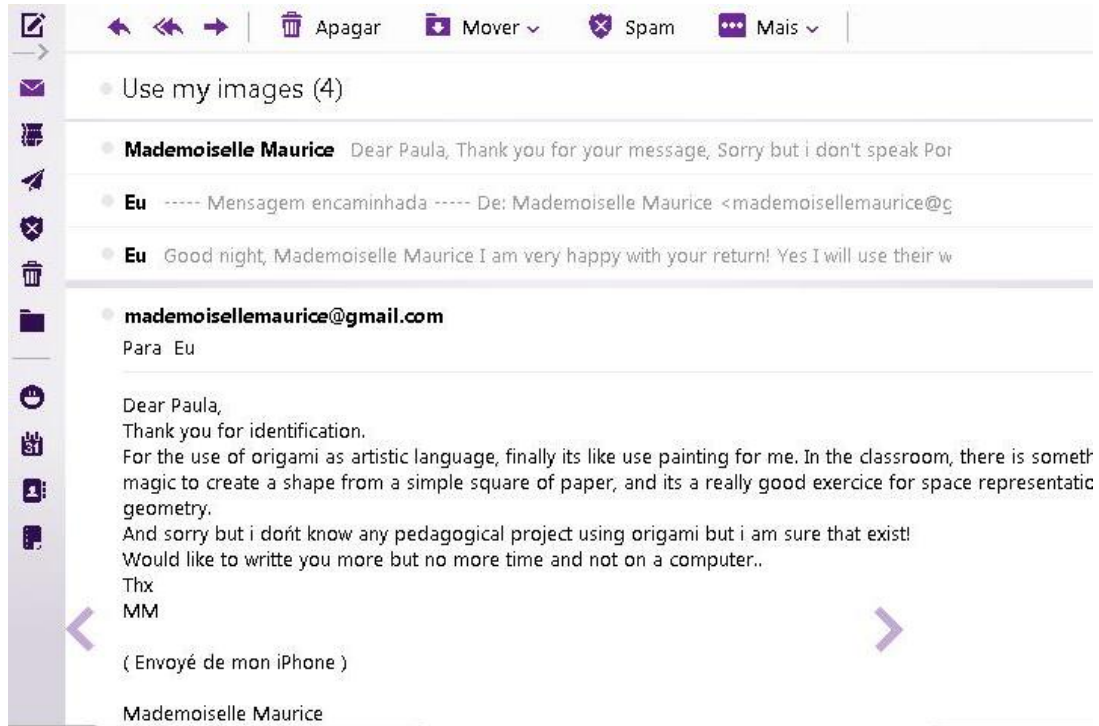 Apagar Mover Spam Mais
Use my images (4)
Mademoiselle Maurice Dear Paula, Thank you for your message, Sorry but i don't speak Por
Eu ----- Mensagem encaminhada ----- De: Mademoiselle Maurice <mademoisellemaurice@g
Eu Good night, Mademoiselle Maurice I am very happy with your return! Yes I will use their w
mademoisellemaurice@gmail.com
Para Eu
Dear Paula,
Thank you for identification.
For the use of origami as artistic language, finally its like use painting for me. In the classroom, there is someth
magic to create a shape from a simple square of paper, and its a really good exercice for space representatio
geometry.
And sorry but i dońt know any pedagogical project using origami but i am sure that exist!
Would like to writte you more but no more time and not on a computer..
Thx
MM
( Envoyé de mon iPhone )
Mademoiselle Maurice
31